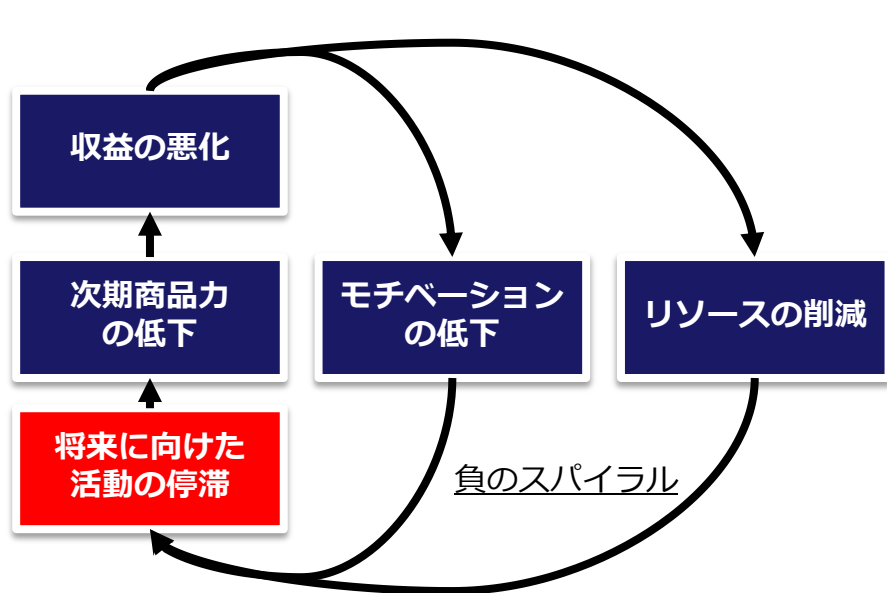 収益の悪化
次期商品力
の低下
モチベーション
の低下
リソースの削減
将来に向けた
活動の停滞
負のスパイラル